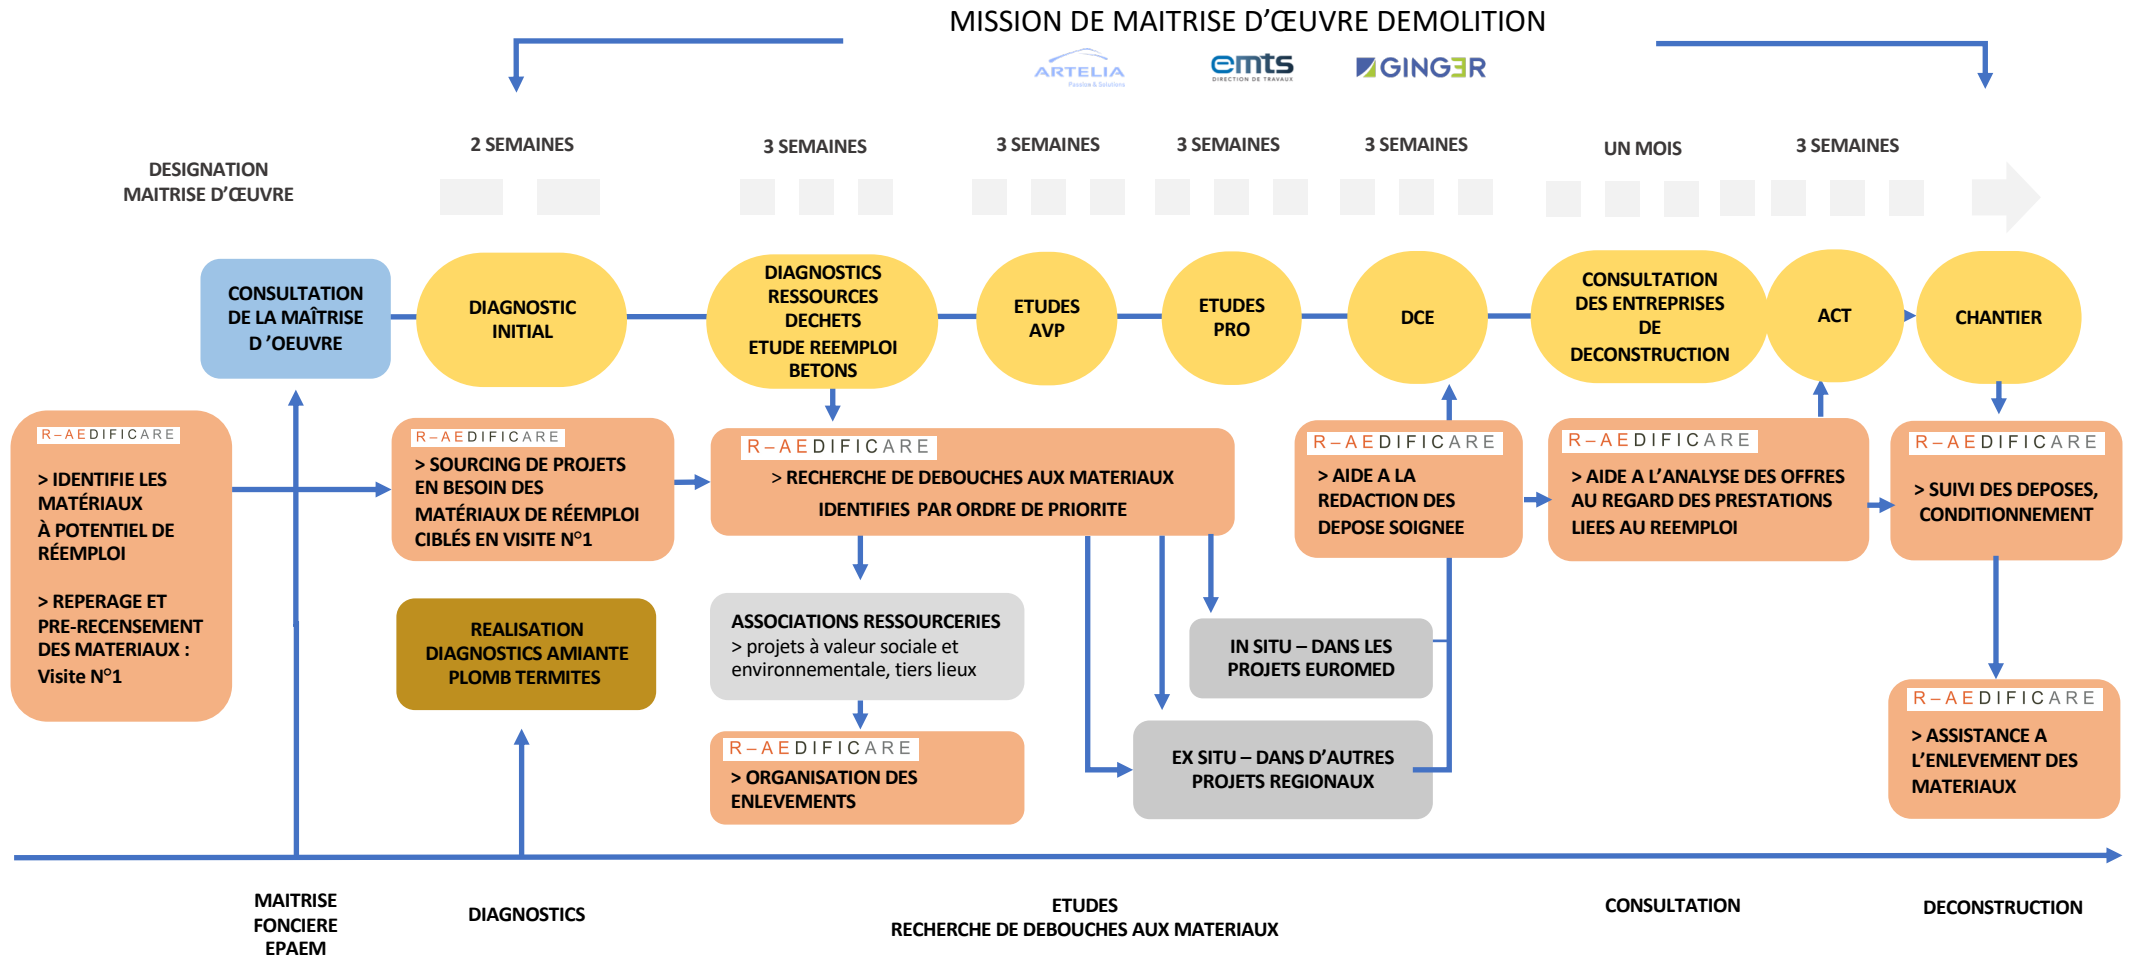 MISSION DE MAITRISE D'ŒUVRE DEMOLITION
ARTELIA
Passion & Solutions
emts
DIRECTION DE TRAVAUX
GINGER
DESIGNATION
MAITRISE D'ŒUVRE
2 SEMAINES
3 SEMAINES
3 SEMAINES
3 SEMAINES
3 SEMAINES
UN MOIS
3 SEMAINES
CONSULTATION
DE LA MAÎTRISE
D 'OEUVRE
DIAGNOSTIC
INITIAL
DIAGNOSTICS
RESSOURCES
DECHETS
ETUDE REEMPLOI
BETONS
ETUDES
AVP
ETUDES
PRO
DCE
CONSULTATION
DES ENTREPRISES
DE
DECONSTRUCTION
ACT
CHANTIER
R–AEDIFICARE
> IDENTIFIE LES
MATÉRIAUX
À POTENTIEL DE
RÉEMPLOI
> REPERAGE ET
PRE-RECENSEMENT
DES MATERIAUX :
Visite N°1
R–AEDIFICARE
> SOURCING DE PROJETS
EN BESOIN DES
MATÉRIAUX DE RÉEMPLOI
CIBLÉS EN VISITE N°1
R–AEDIFICARE
> RECHERCHE DE DEBOUCHES AUX MATERIAUX
IDENTIFIES PAR ORDRE DE PRIORITE
R–AEDIFICARE
> AIDE A LA
REDACTION DES
DEPOSE SOIGNEE
R–AEDIFICARE
> AIDE A L'ANALYSE DES OFFRES
AU REGARD DES PRESTATIONS
LIEES AU REEMPLOI
R–AEDIFICARE
> SUIVI DES DEPOSES,
CONDITIONNEMENT
REALISATION
DIAGNOSTICS AMIANTE
PLOMB TERMITES
ASSOCIATIONS RESSOURCERIES
> projets à valeur sociale et
environnementale, tiers lieux
IN SITU – DANS LES
PROJETS EUROMED
R–AEDIFICARE
> ORGANISATION DES
ENLEVEMENTS
EX SITU – DANS D'AUTRES
PROJETS REGIONAUX
R–AEDIFICARE
> ASSISTANCE A
L'ENLEVEMENT DES
MATERIAUX
MAITRISE
FONCIERE
EPAEM
DIAGNOSTICS
ETUDES
RECHERCHE DE DEBOUCHES AUX MATERIAUX
CONSULTATION
DECONSTRUCTION